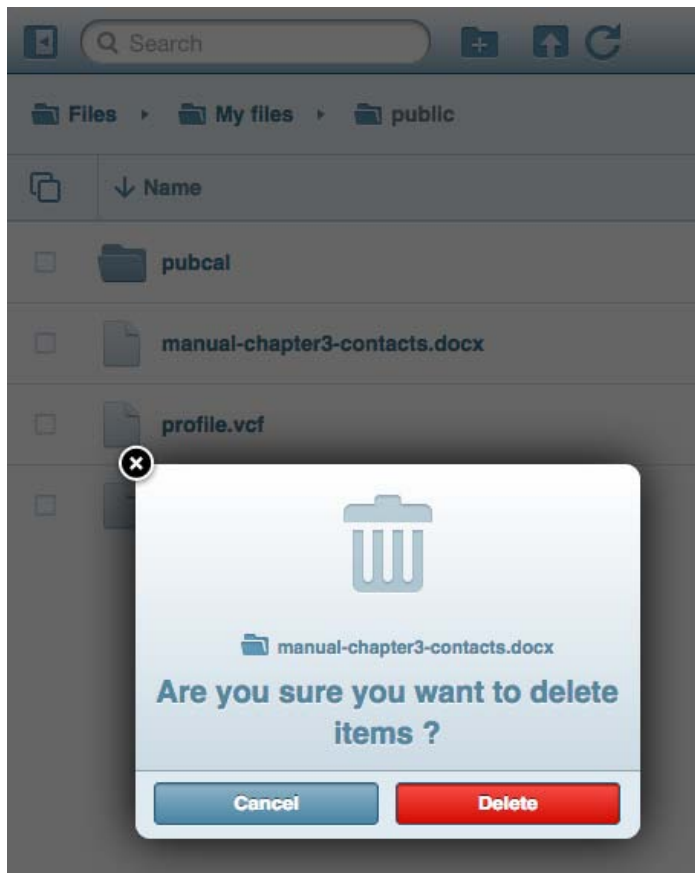 Search
Files My files public
Name
pubcal
manual-chapter3-contacts.docx
profile.vcf
manual-chapter3-contacts.docx
Are you sure you want to delete
items ?
Cancel Delete